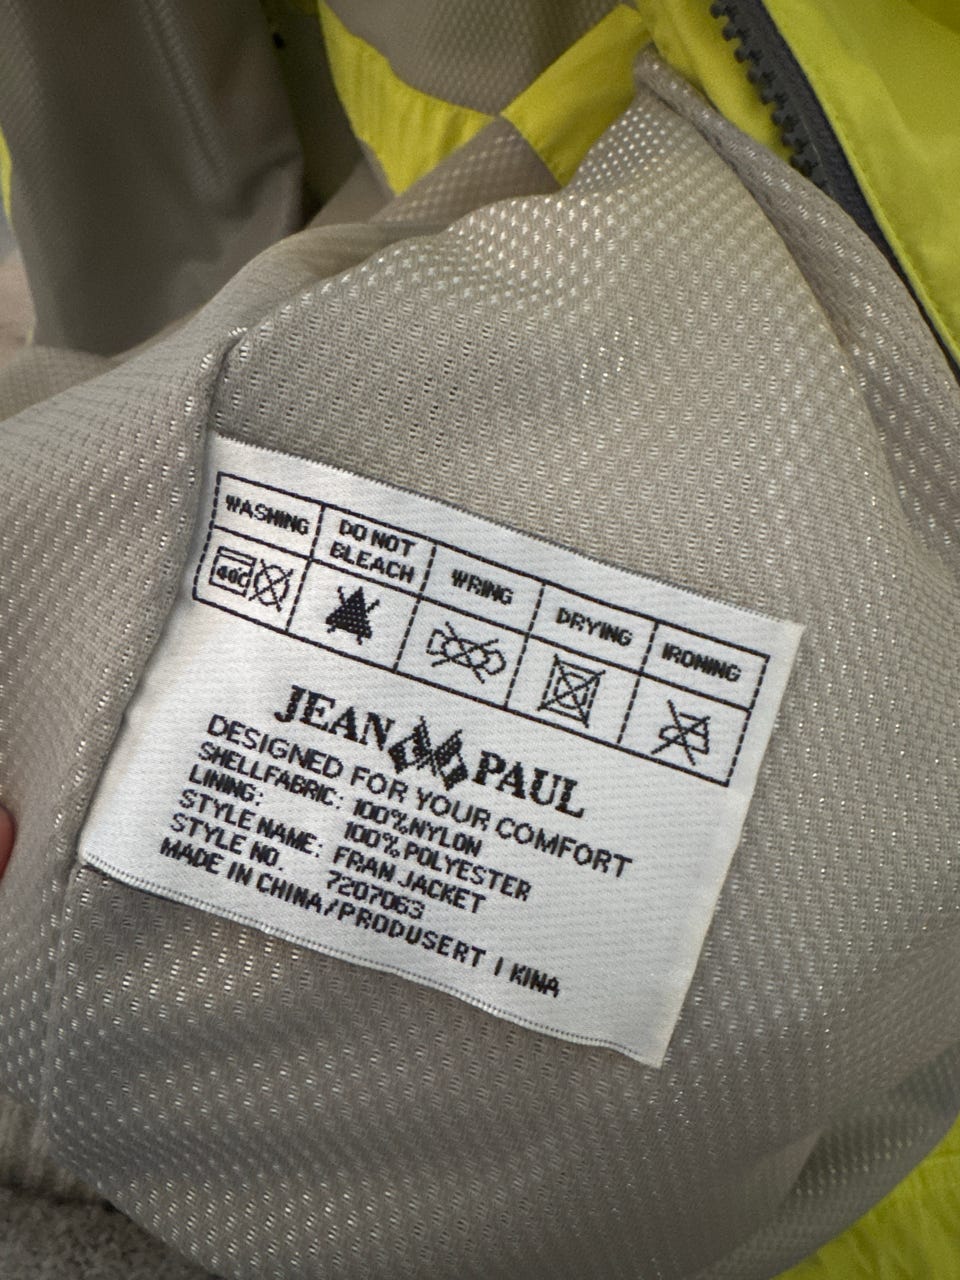 WASHING DO NOT BLEACH WRING DRYING IRONING
40C
JEAN PAUL
DESIGNED FOR YOUR COMFORT
SHELLFABRIC: 100%NYLON
LINING: 100% POLYESTER
STYLE NAME: FRAN JACKET
STYLE NO. 7207063
MADE IN CHINA/PRODUSERT I KINA